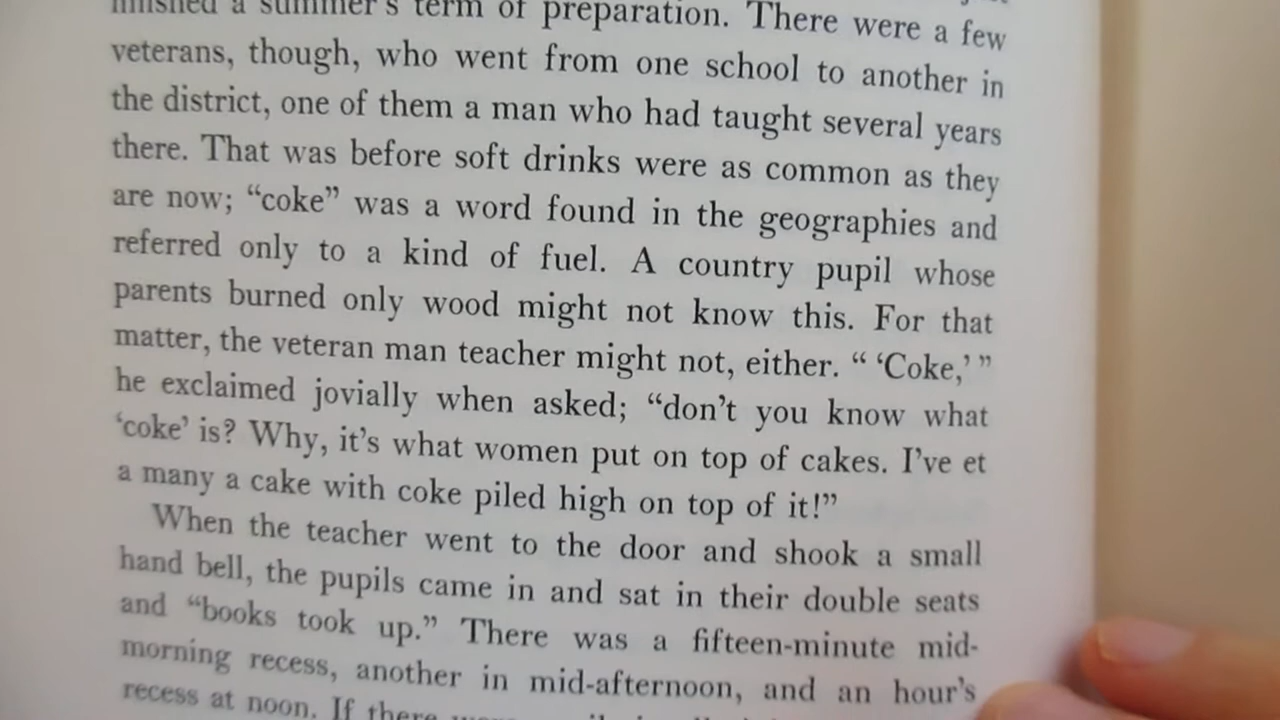 finished a summer's term of preparation. There were a few
veterans, though, who went from one school to another in
the district, one of them a man who had taught several years
there. That was before soft drinks were as common as they
are now; “coke” was a word found in the geographies and
referred only to a kind of fuel. A country pupil whose
parents burned only wood might not know this. For that
matter, the veteran man teacher might not, either. “ ‘Coke,’ ”
he exclaimed jovially when asked; “don’t you know what
‘coke’ is? Why, it’s what women put on top of cakes. I’ve et
a many a cake with coke piled high on top of it!”
When the teacher went to the door and shook a small
hand bell, the pupils came in and sat in their double seats
and “books took up.” There was a fifteen-minute mid-
morning recess, another in mid-afternoon, and an hour’s
recess at noon. If there